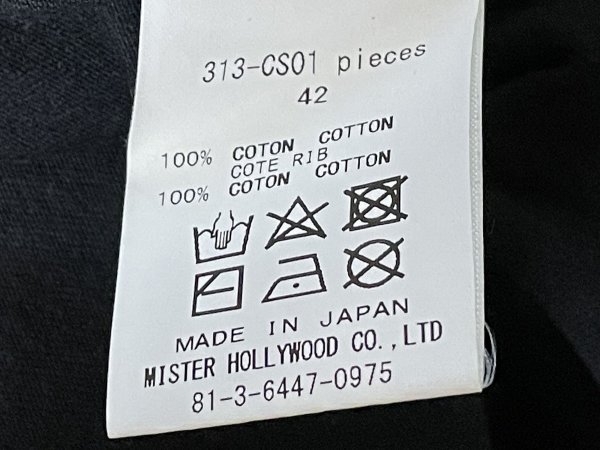 313-CS01 pieces
42
100% COTON COTTON
COTE RIB
100% COTON COTTON
MADE IN JAPAN
MISTER HOLLYWOOD CO.,LTD
81-3-6447-0975